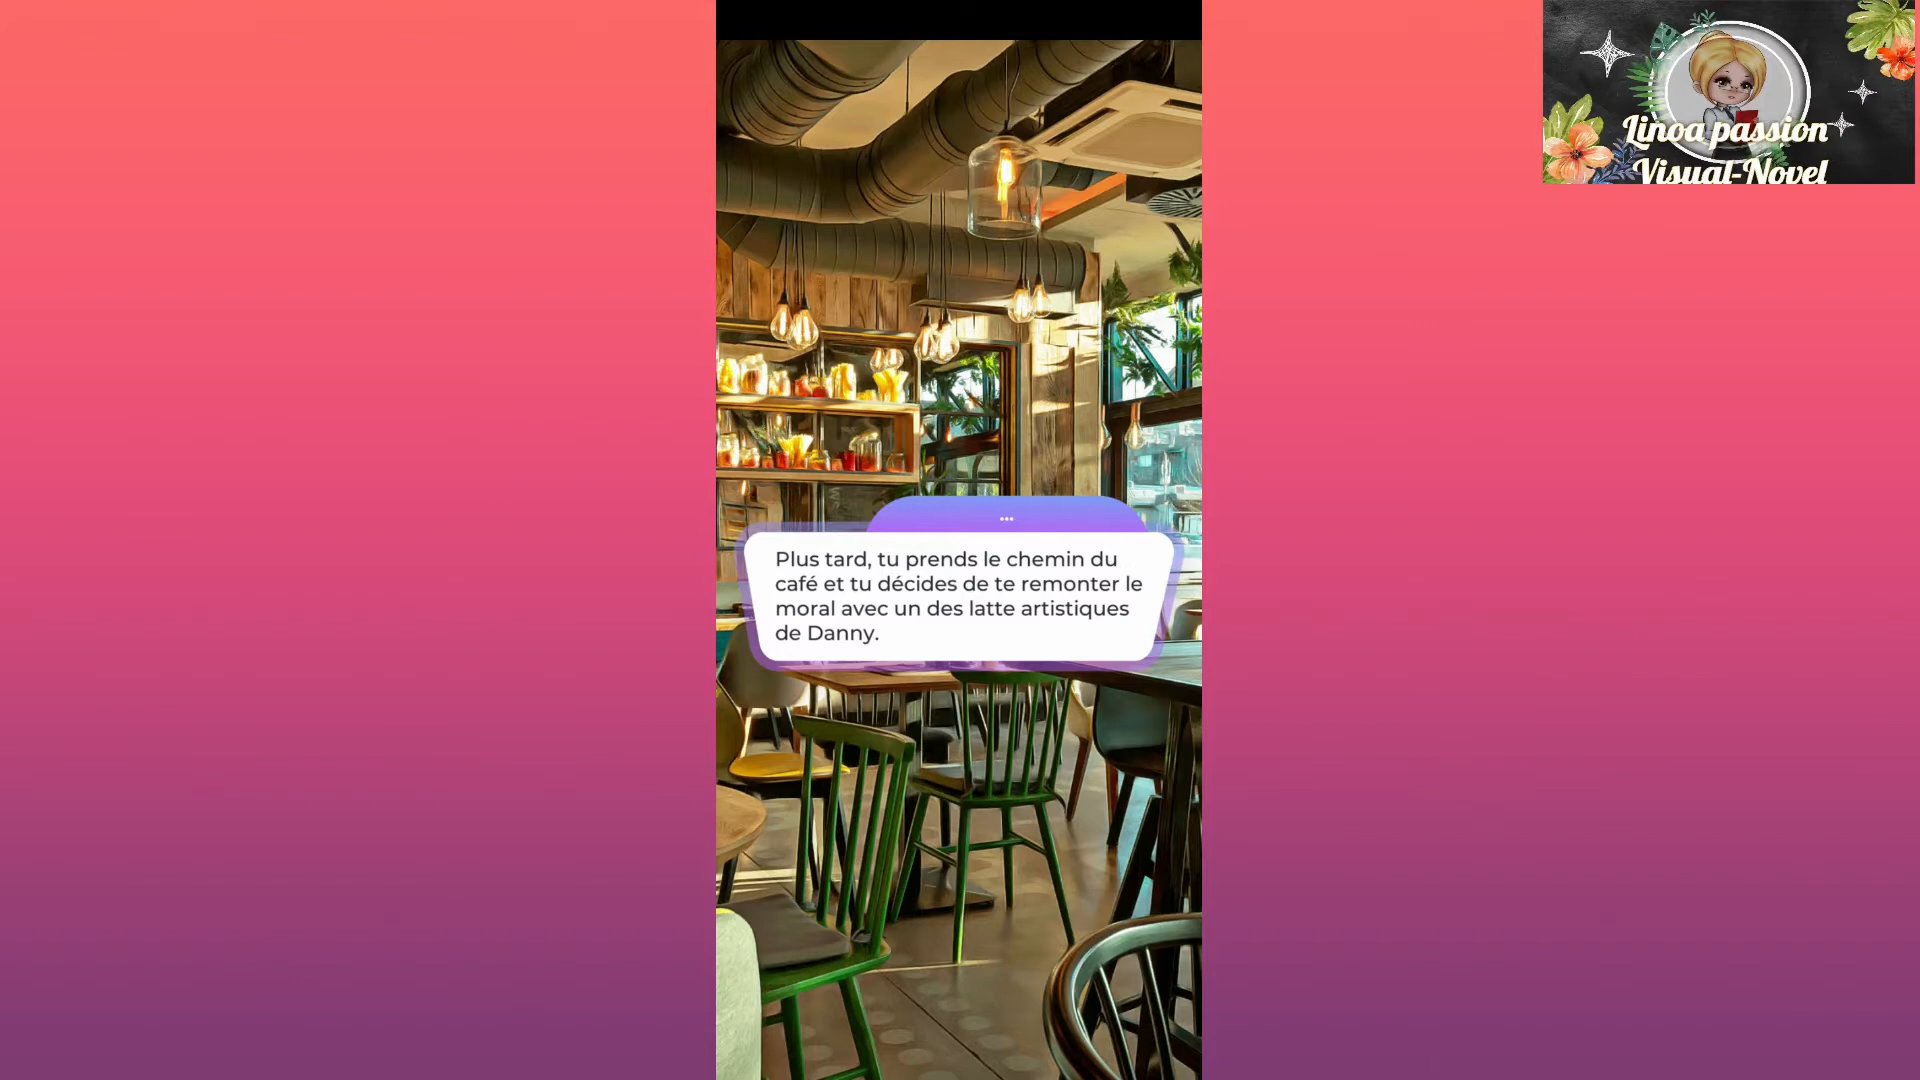 Linoa passion
Visual-Novel
...
Plus tard, tu prends le chemin du
café et tu décides de te remonter le
moral avec un des latte artistiques
de Danny.